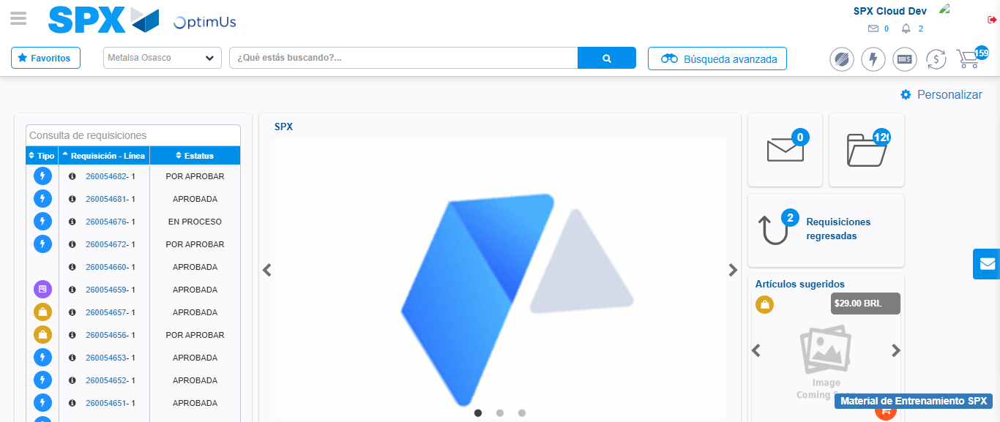 SPX Cloud Dev
SPX OptimUs
0 2
Favoritos Metalsa Osasco ¿Qué estás buscando?... Búsqueda avanzada $ 159
Personalizar
Consulta de requisiciones
Tipo Requisición - Línea Estatus
260054682- 1 POR APROBAR
260054681- 1 APROBADA
260054676- 1 EN PROCESO
260054672- 1 POR APROBAR
260054660- 1 APROBADA
260054659- 1 APROBADA
260054657- 1 APROBADA
260054656- 1 POR APROBAR
260054653- 1 APROBADA
260054652- 1 APROBADA
260054651- 1 APROBADA
SPX
0 120
2 Requisiciones
regresadas
Artículos sugeridos
$29.00 BRL
Image
Coming
Material de Entrenamiento SPX